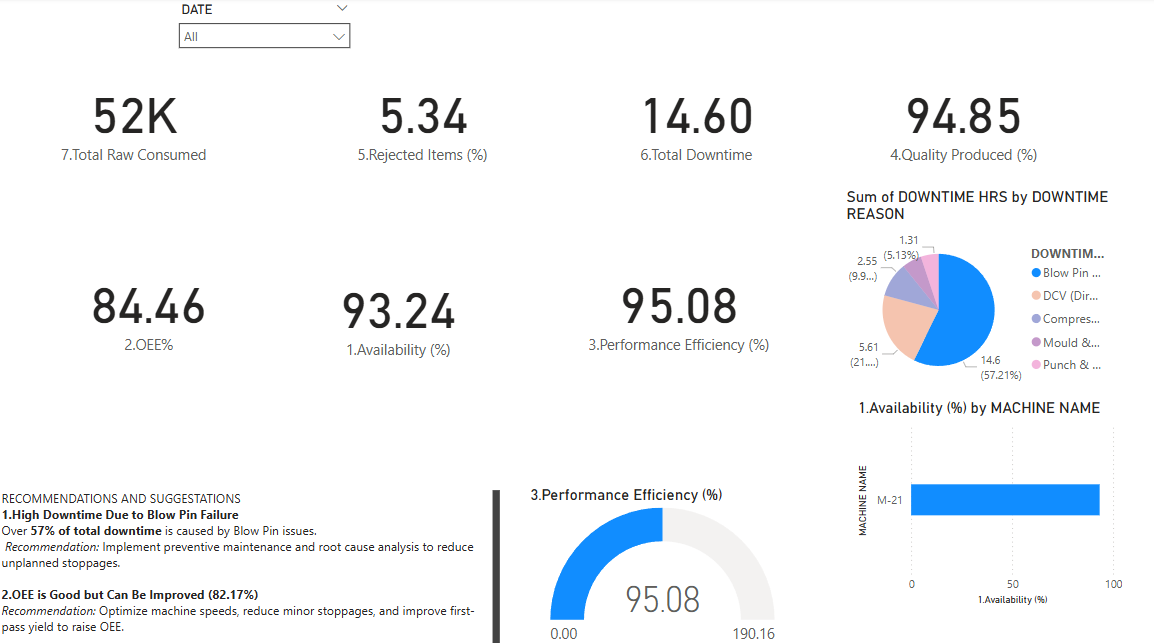 DATE
All
52K
7.Total Raw Consumed
5.34
5.Rejected Items (%)
14.60
6.Total Downtime
94.85
4.Quality Produced (%)
84.46
2.OEE%
93.24
1.Availability (%)
95.08
3.Performance Efficiency (%)
Sum of DOWNTIME HRS by DOWNTIME
REASON
1.31
(5.13%)
2.55
(9.9...)
5.61
(21....)
14.6
(57.21%)
DOWNTIM...
Blow Pin ...
DCV (Dir...
Compres...
Mould &...
Punch & ...
1.Availability (%) by MACHINE NAME
MACHINE NAME
M-21
0
50
100
1.Availability (%)
RECOMMENDATIONS AND SUGGESTATIONS
1.High Downtime Due to Blow Pin Failure
Over 57% of total downtime is caused by Blow Pin issues.
Recommendation: Implement preventive maintenance and root cause analysis to reduce
unplanned stoppages.
2.OEE is Good but Can Be Improved (82.17%)
Recommendation: Optimize machine speeds, reduce minor stoppages, and improve first-
pass yield to raise OEE.
3.Performance Efficiency (%)
95.08
0.00
190.16